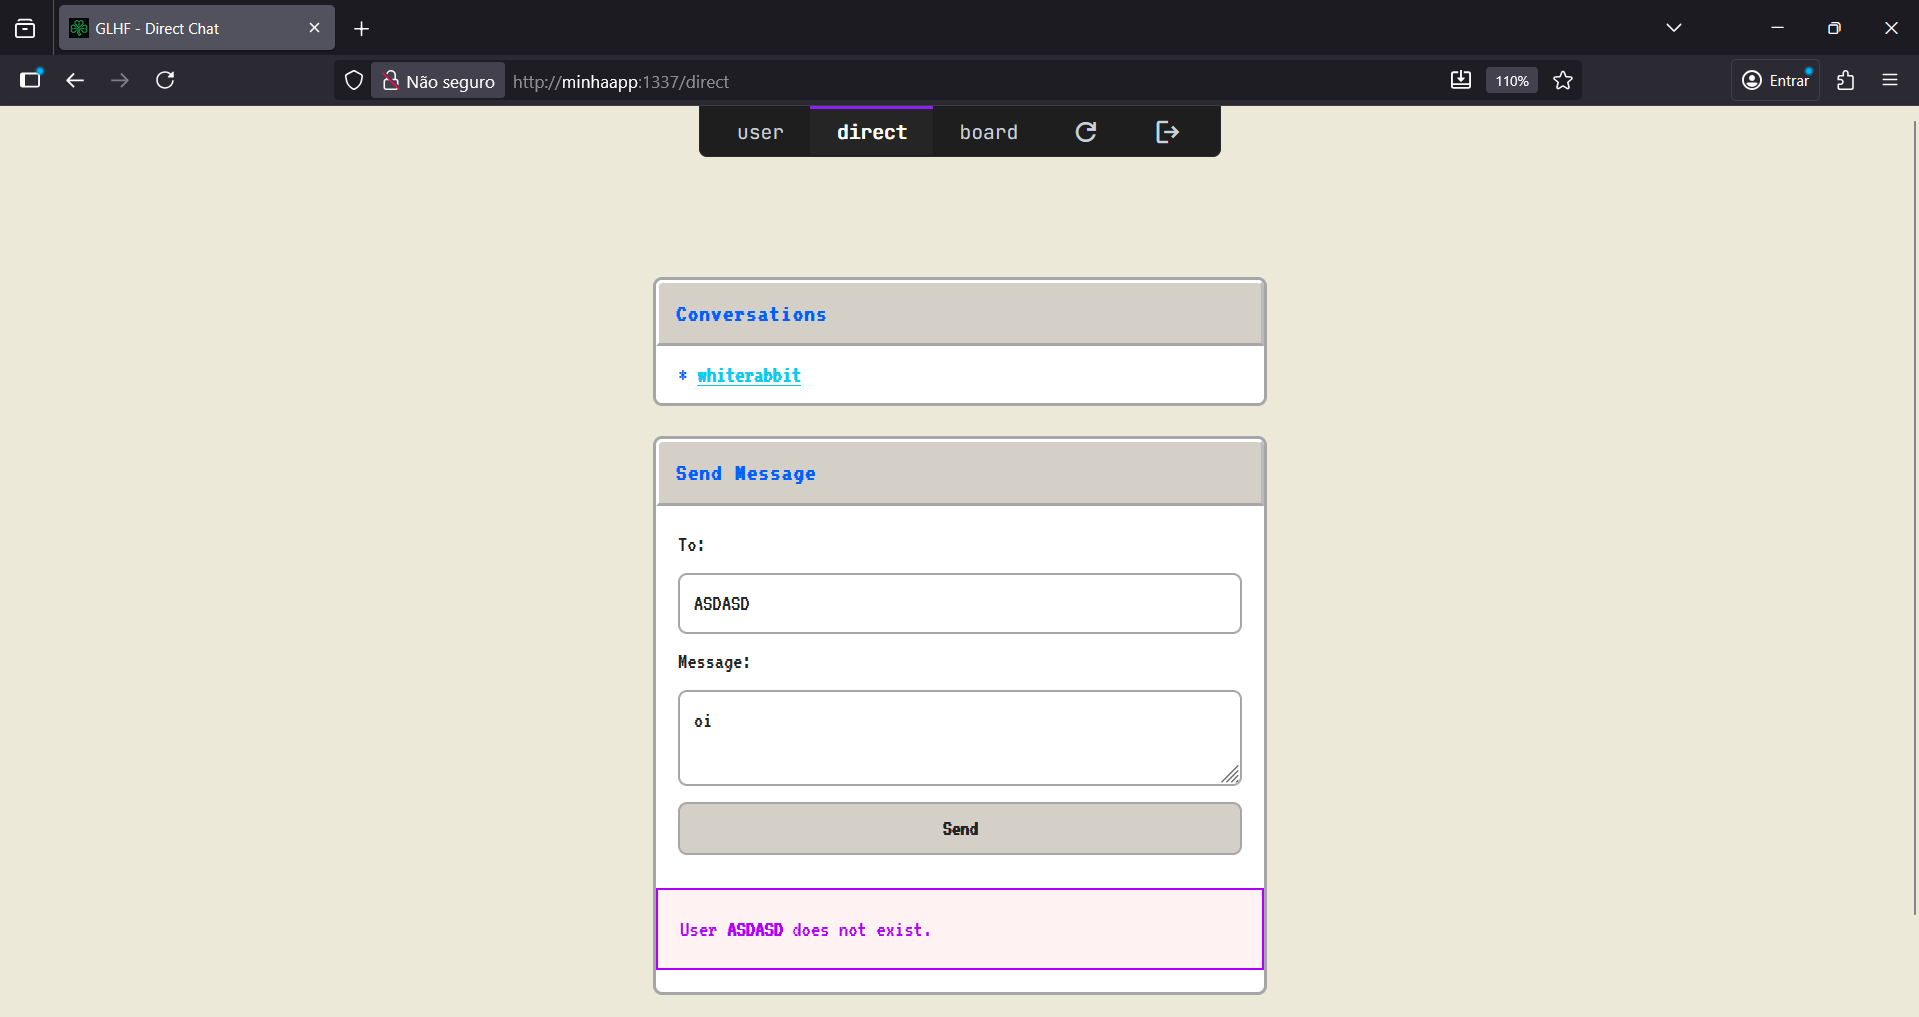 GLHF - Direct Chat
Não seguro http://minhaapp:1337/direct 110% Entrar
user direct board
Conversations
* whiterabbit
Send Message
To:
ASDASD
Message:
oi
Send
User ASDASD does not exist.